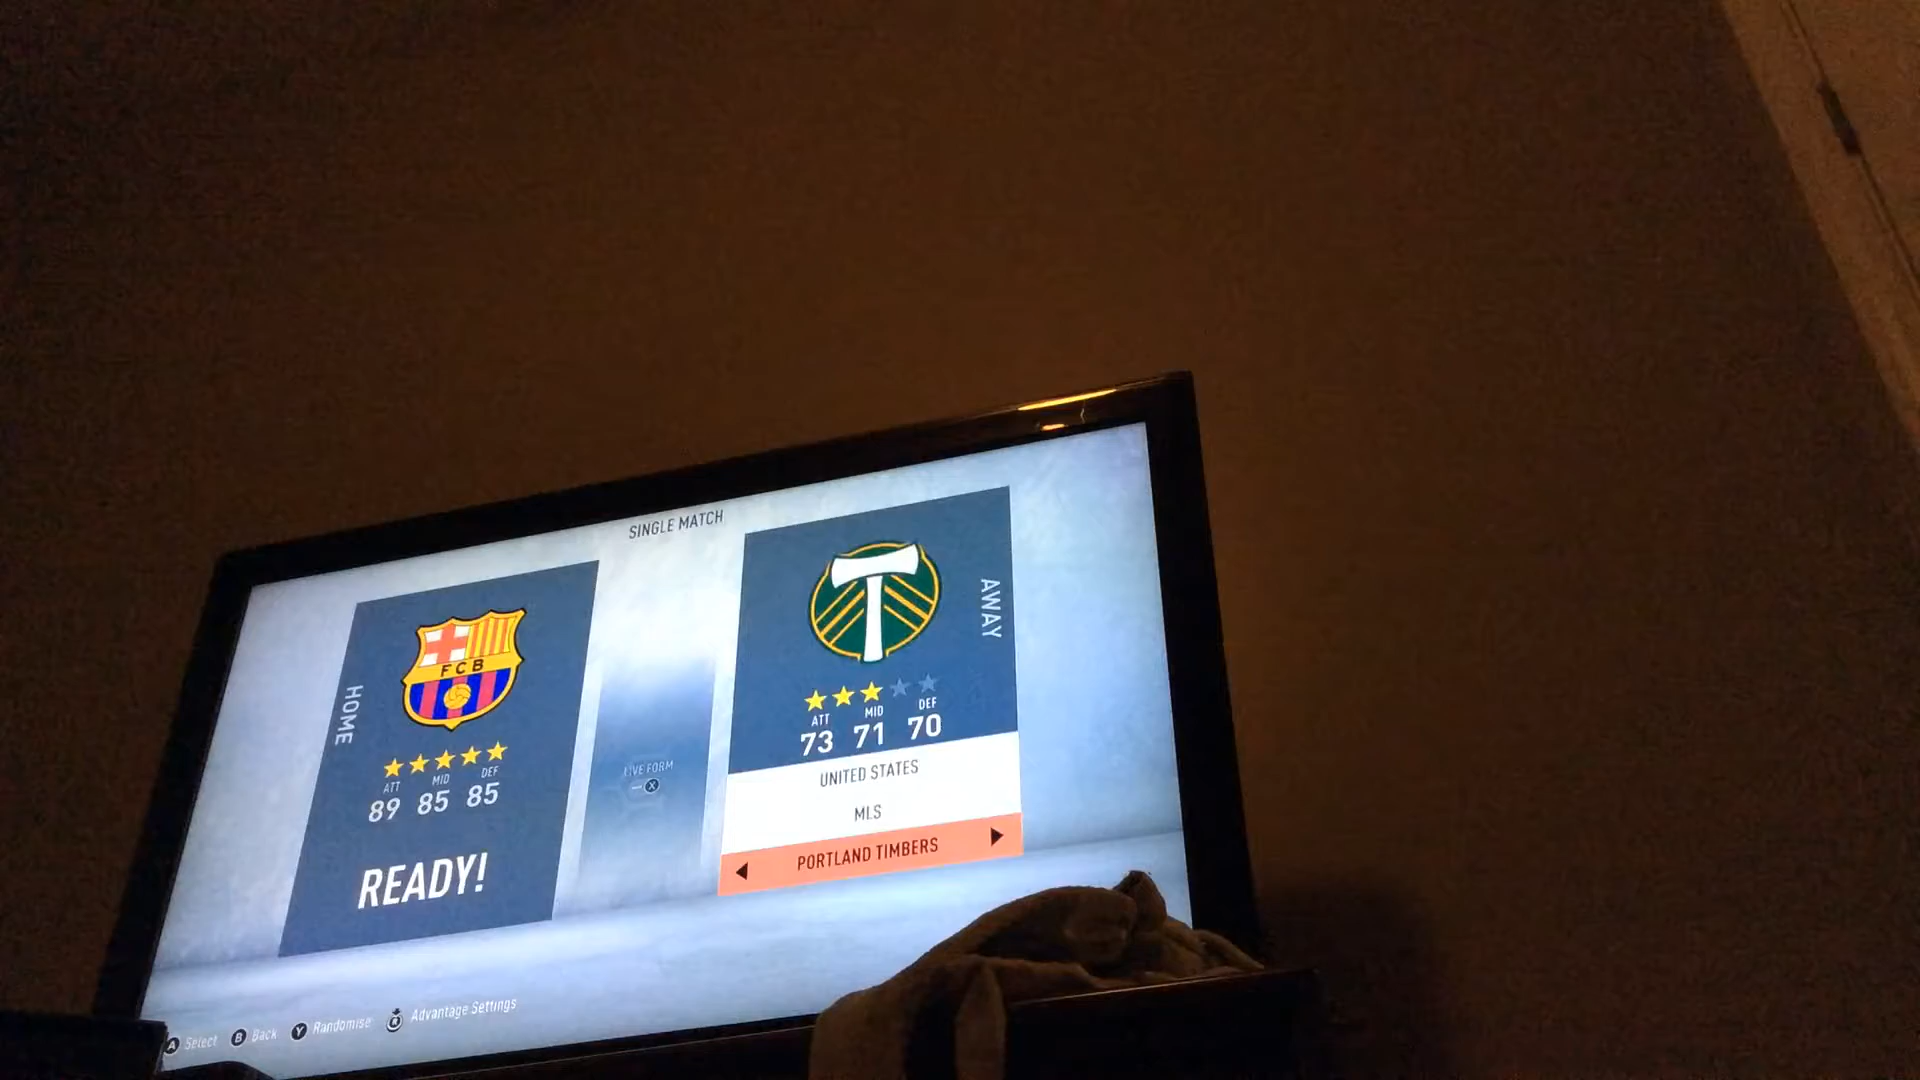 SINGLE MATCH
HOME
FCB
ATT MID DEF
89 85 85
READY!
LIVE FORM
X
AWAY
ATT MID DEF
73 71 70
UNITED STATES
MLS
PORTLAND TIMBERS
A Select B Back Y Randomise R Advantage Settings